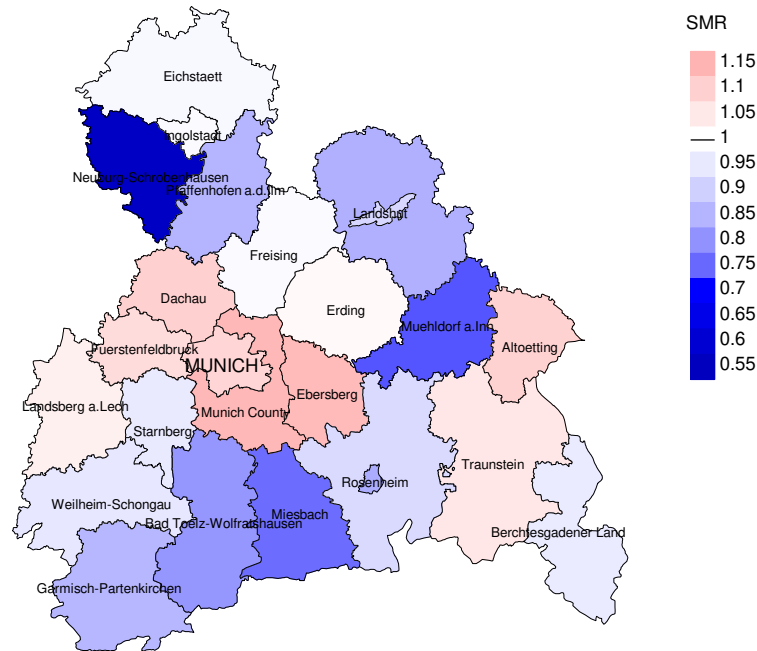 SMR
1.15
1.1
1.05
1
0.95
0.9
0.85
0.8
0.75
0.7
0.65
0.6
0.55
Eichstaett
Ingolstadt
Neuburg-Schrobenhausen
Pfaffenhofen a.d.Ilm
Landshut
Freising
Dachau
Erding
Muehldorf a.Inn
Altoetting
Fuerstenfeldbruck
MUNICH
Ebersberg
Landsberg a.Lech
Munich County
Starnberg
Traunstein
Rosenheim
Weilheim-Schongau
Miesbach
Bad Toelz-Wolfratshausen
Berchtesgadener Land
Garmisch-Partenkirchen